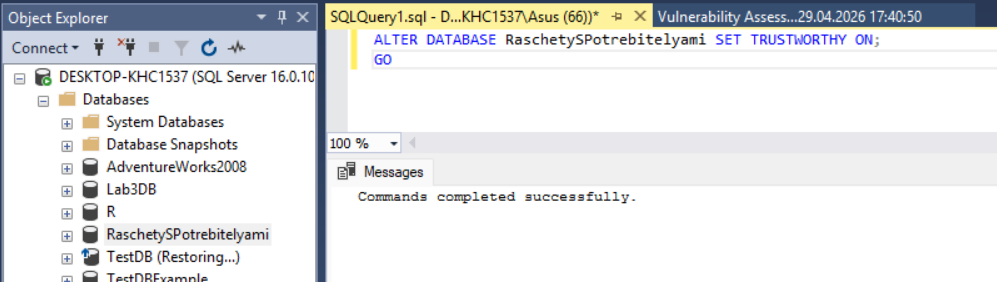 Object Explorer
Connect
DESKTOP-KHC1537 (SQL Server 16.0.10
Databases
System Databases
Database Snapshots
AdventureWorks2008
Lab3DB
R
RaschetySPotrebitelyami
TestDB (Restoring...)
TestDBExample
SQLQuery1.sql - D...KHC1537\Asus (66))*
Vulnerability Assess...29.04.2026 17:40:50
ALTER DATABASE RaschetySPotrebitelyami SET TRUSTWORTHY ON;
GO
100 %
Messages
Commands completed successfully.